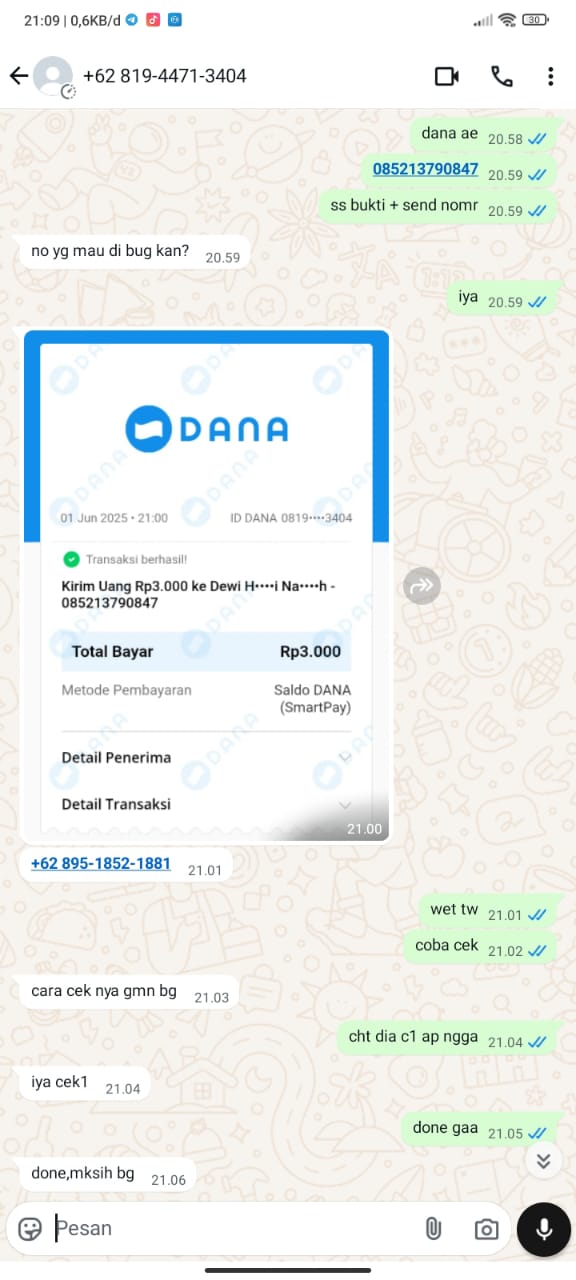 21:09 | 0,6KB/d
30
+62 819-4471-3404
dana ae 20.58
085213790847 20.59
ss bukti + send nomr 20.59
no yg mau di bug kan? 20.59
iya 20.59
DANA
01 Jun 2025 • 21:00 ID DANA 0819····3404
Transaksi berhasil!
Kirim Uang Rp3.000 ke Dewi H····i Na····h -
085213790847
Total Bayar Rp3.000
Metode Pembayaran Saldo DANA
(SmartPay)
Detail Penerima
Detail Transaksi
21.00
+62 895-1852-1881 21.01
wet tw 21.01
coba cek 21.02
cara cek nya gmn bg 21.03
cht dia c1 ap ngga 21.04
iya cek1 21.04
done gaa 21.05
done,mksih bg 21.06
Pesan